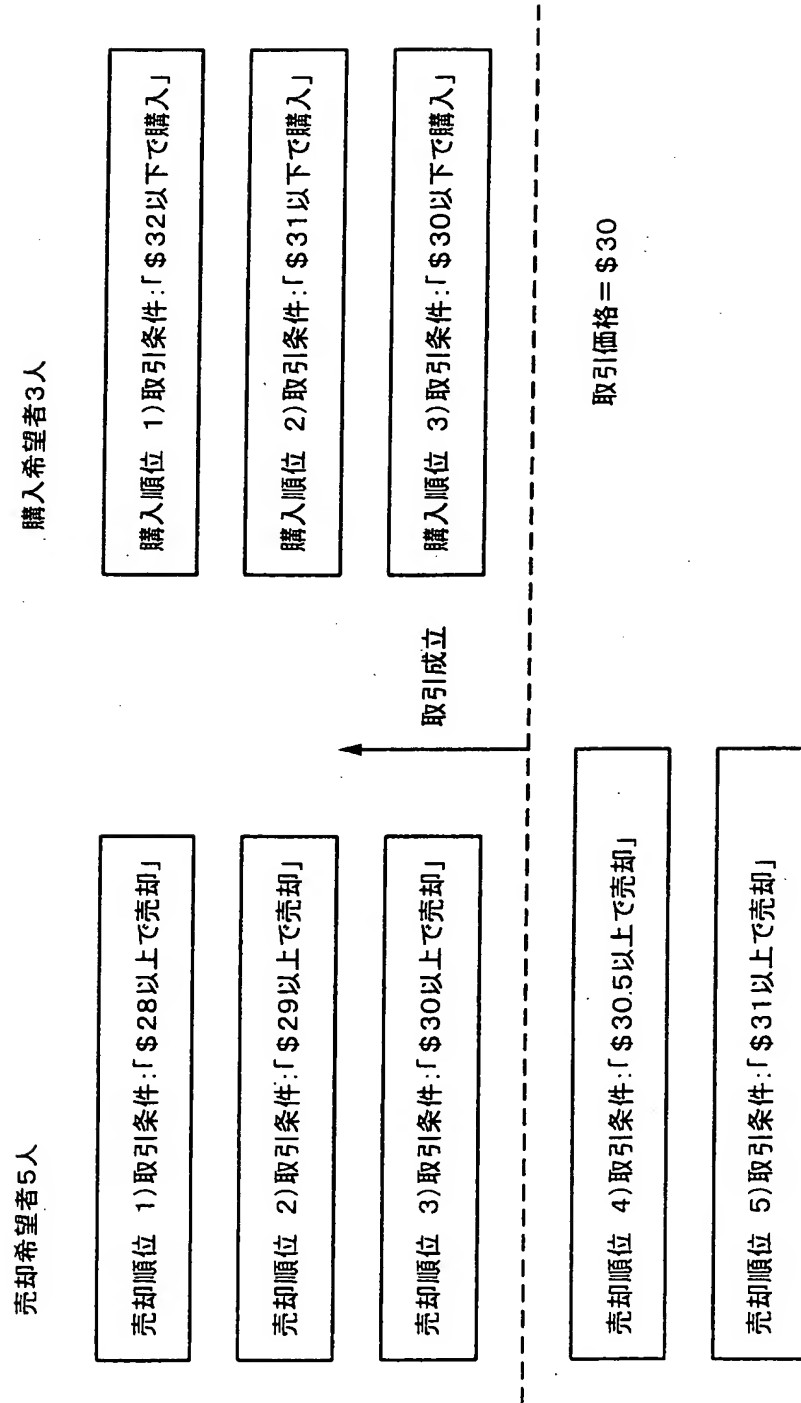 売却希望者5人
売却順位 1)取引条件:「$28以上で売却」
売却順位 2)取引条件:「$29以上で売却」
売却順位 3)取引条件:「$30以上で売却」
売却順位 4)取引条件:「$30.5以上で売却」
売却順位 5)取引条件:「$31以上で売却」
取引成立
購入希望者3人
購入順位 1)取引条件:「$32以下で購入」
購入順位 2)取引条件:「$31以下で購入」
購入順位 3)取引条件:「$30以下で購入」
取引価格=$30